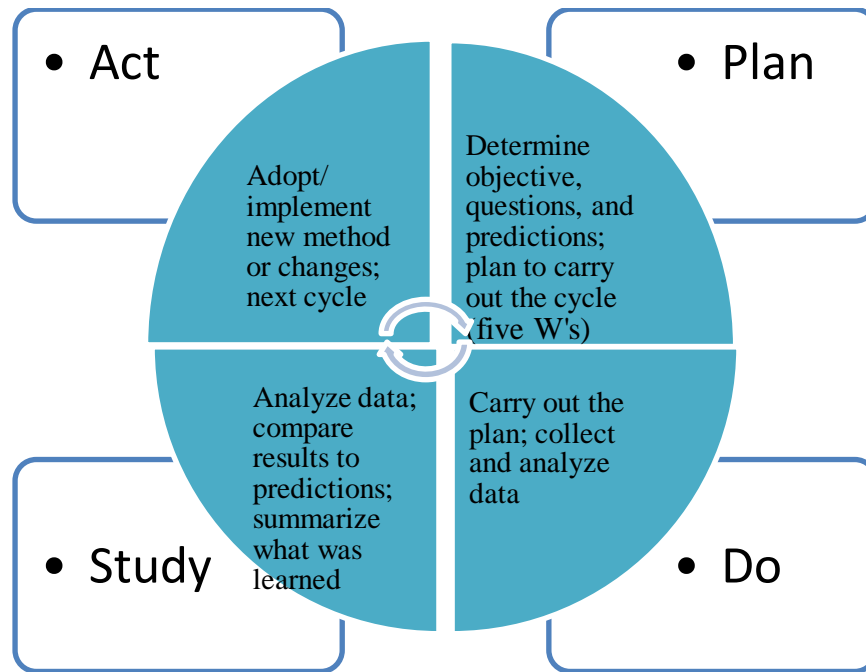 • Act
• Plan
Adopt/
implement
new method
or changes;
next cycle
Determine
objective,
questions, and
predictions;
plan to carry
out the cycle
(five W's)
Analyze data;
compare
results to
predictions;
summarize
what was
learned
Carry out the
plan; collect
and analyze
data
• Study
• Do